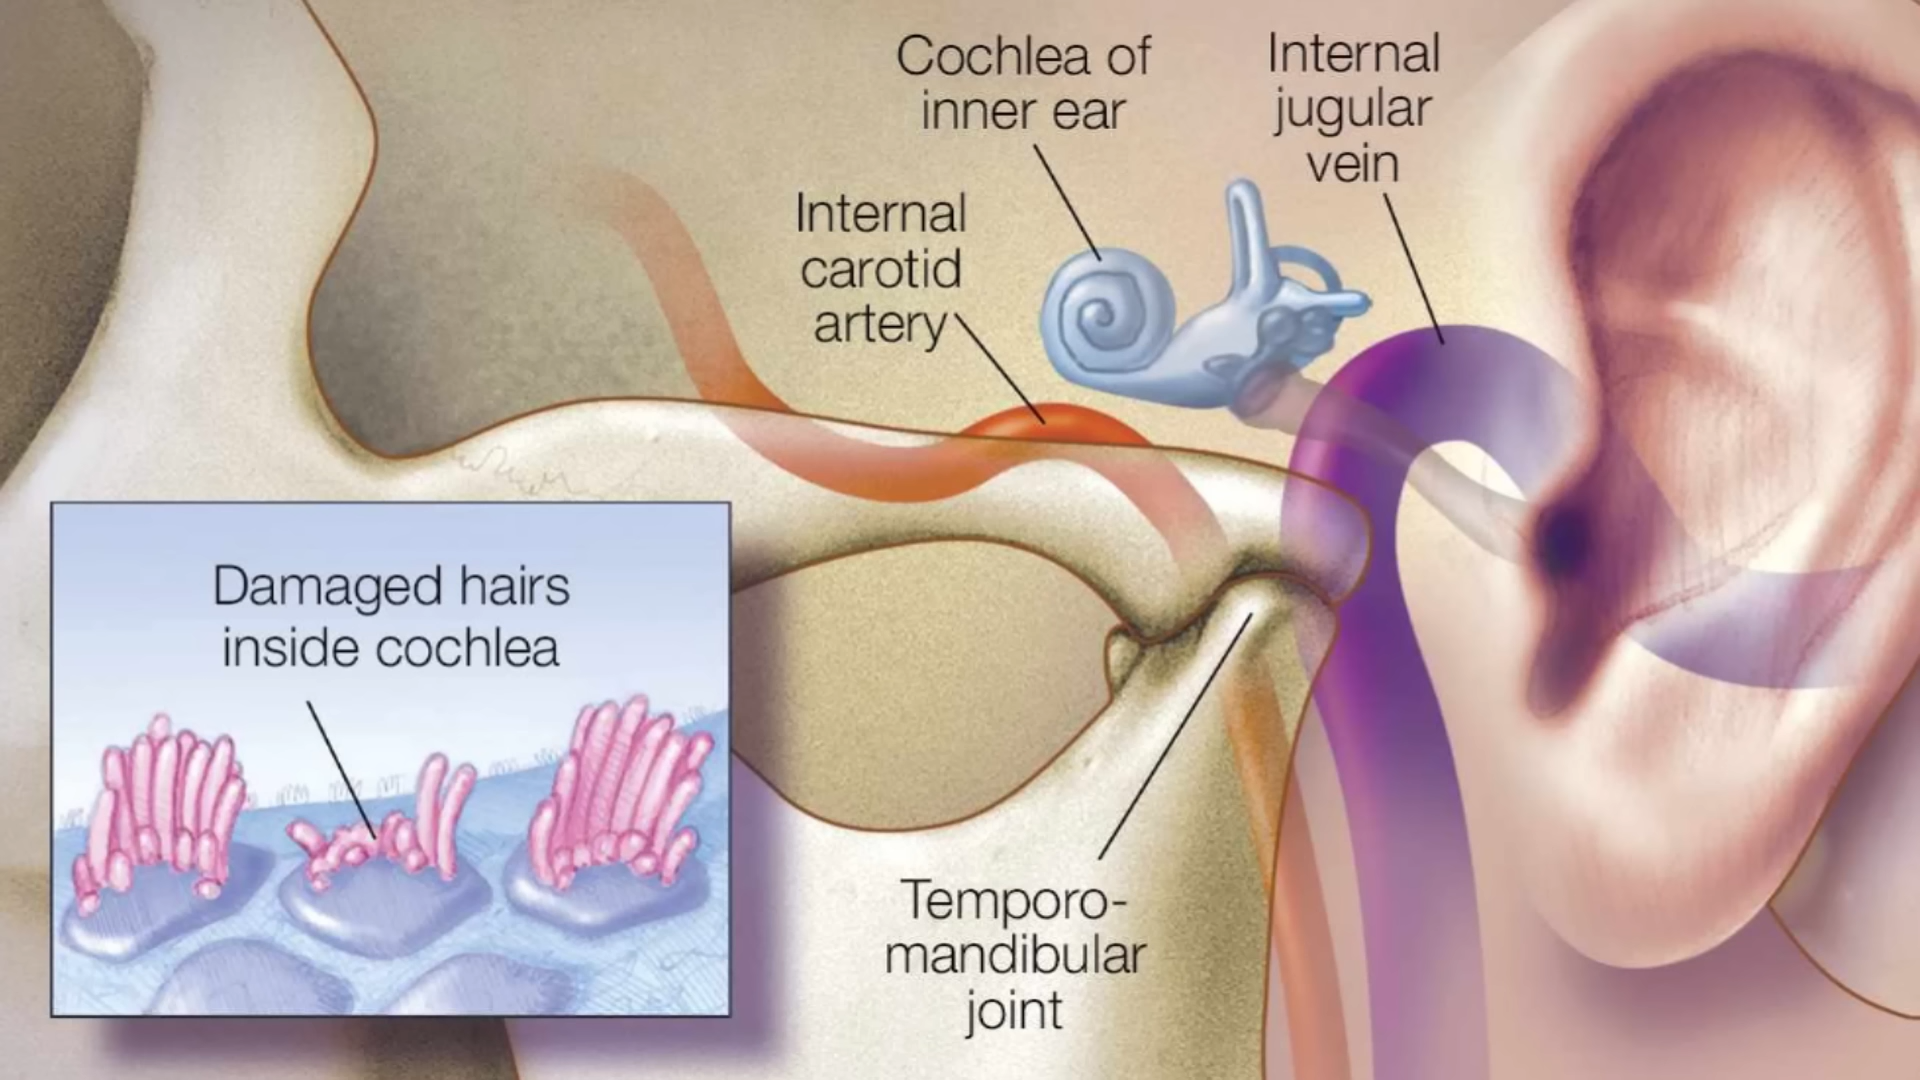 Cochlea of
inner ear
Internal
jugular
vein
Internal
carotid
artery
Damaged hairs
inside cochlea
Temporo-
mandibular
joint